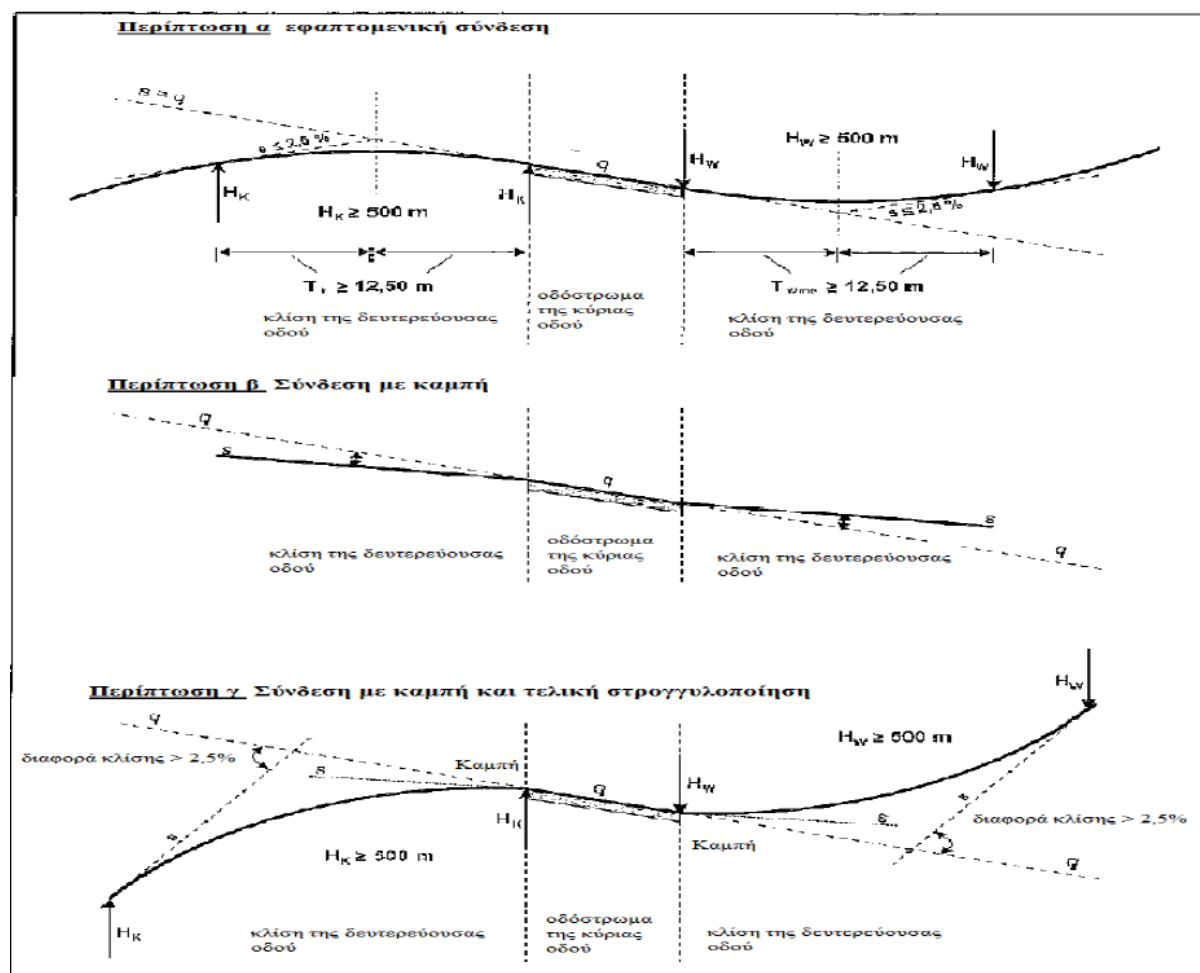 Περίπτωση α εφαπτομενική σύνδεση
s = q
s ≤ 2,5 %
q
H_W ≥ 500 m
H_W
H_W
H_K
H_K
H_K ≥ 500 m
s ≤ 2,5 %
≥ 12,50 m
≥ 12,50 m
κλίση της δευτερεύουσας
οδού
οδόστρωμα
της κύριας
οδού
κλίση της δευτερεύουσας
οδού
Περίπτωση β Σύνδεση με καμπή
q
s
q
s
q
κλίση της δευτερεύουσας
οδού
οδόστρωμα
της κύριας
οδού
κλίση της δευτερεύουσας
οδού
Περίπτωση γ Σύνδεση με καμπή και τελική στρογγυλοποίηση
H_W
q
διαφορά κλίσης > 2,5%
s
Καμπή
H_W ≥ 500 m
q
H_W
H_K
s
s
s
διαφορά κλίσης > 2,5%
Καμπή
H_K ≥ 500 m
q
H_K
κλίση της δευτερεύουσας
οδού
οδόστρωμα
της κύριας
οδού
κλίση της δευτερεύουσας
οδού